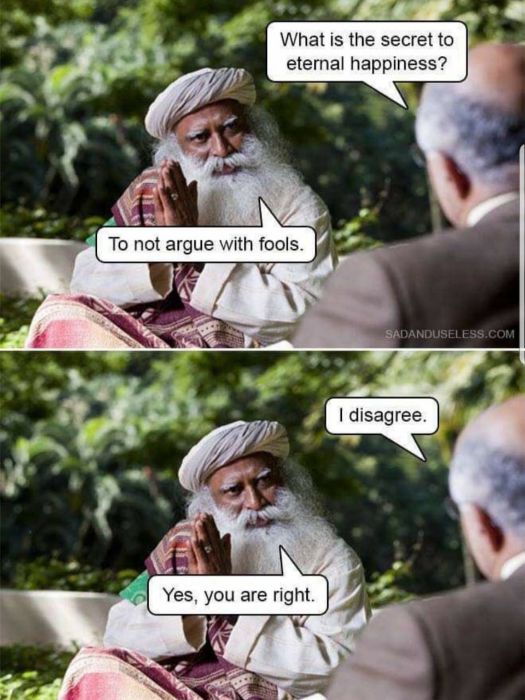 What is the secret to
eternal happiness?
To not argue with fools.
SADANDUSELESS.COM
I disagree.
Yes, you are right.